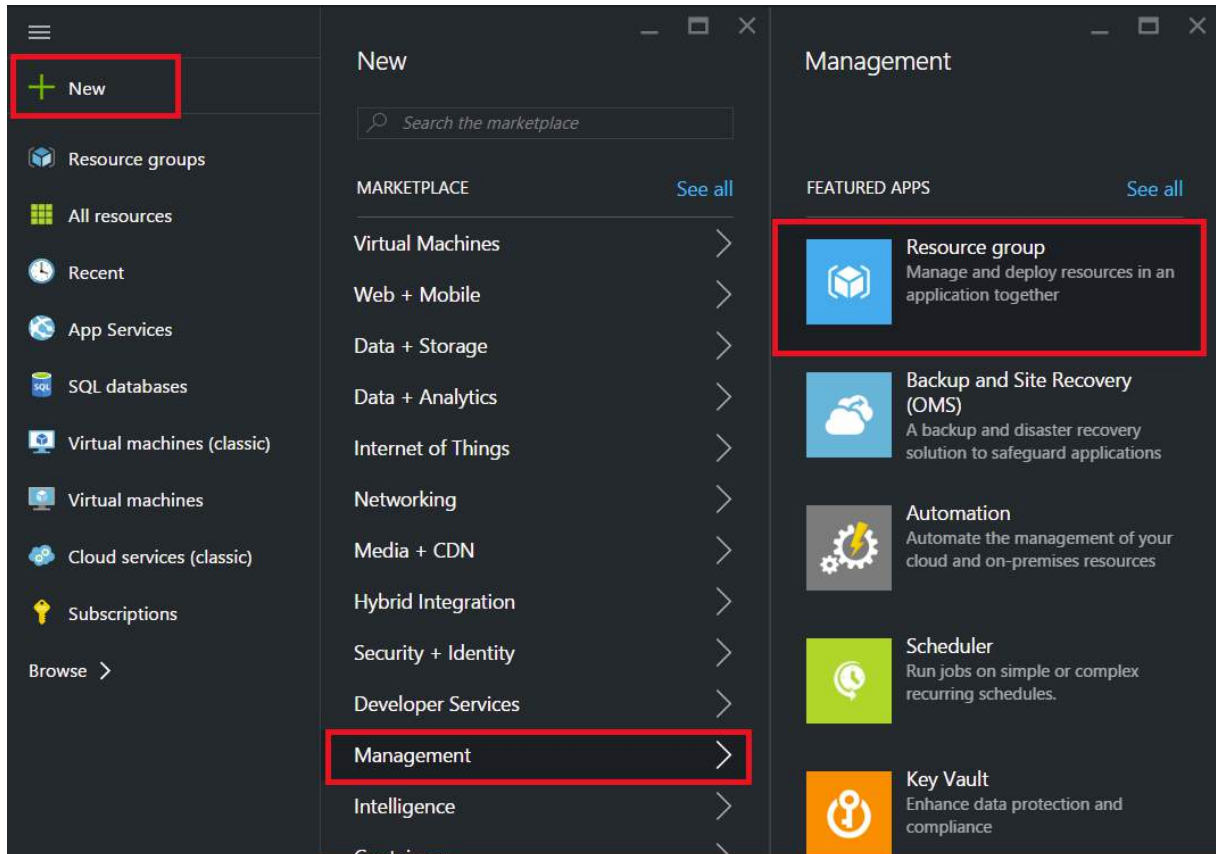 New
Resource groups
All resources
Recent
App Services
SQL databases
Virtual machines (classic)
Virtual machines
Cloud services (classic)
Subscriptions
Browse
New
Search the marketplace
MARKETPLACE
See all
Virtual Machines
Web + Mobile
Data + Storage
Data + Analytics
Internet of Things
Networking
Media + CDN
Hybrid Integration
Security + Identity
Developer Services
Management
Intelligence
Management
FEATURED APPS
See all
Resource group
Manage and deploy resources in an
application together
Backup and Site Recovery
(OMS)
A backup and disaster recovery
solution to safeguard applications
Automation
Automate the management of your
cloud and on-premises resources
Scheduler
Run jobs on simple or complex
recurring schedules.
Key Vault
Enhance data protection and
compliance